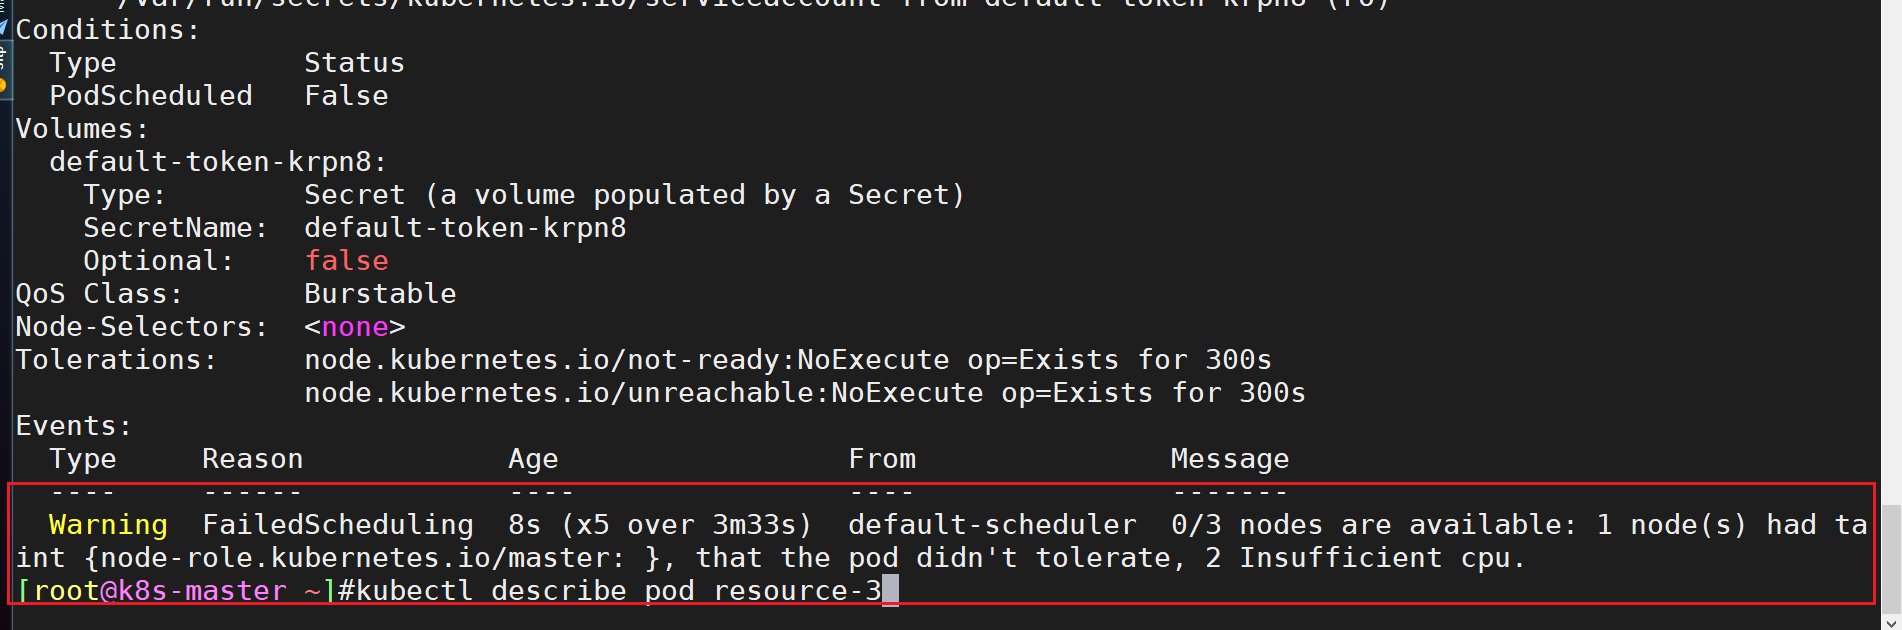 /var/run/secrets/kubernetes.io/serviceaccount from default-token-krpn8 (ro)
Conditions:
  Type           Status
  PodScheduled   False
Volumes:
  default-token-krpn8:
    Type:        Secret (a volume populated by a Secret)
    SecretName:  default-token-krpn8
    Optional:    false
QoS Class:       Burstable
Node-Selectors:  <none>
Tolerations:     node.kubernetes.io/not-ready:NoExecute op=Exists for 300s
                 node.kubernetes.io/unreachable:NoExecute op=Exists for 300s
Events:
  Type     Reason            Age                 From               Message
  ----     ------            ----                ----               -------
  Warning  FailedScheduling  8s (x5 over 3m33s)  default-scheduler  0/3 nodes are available: 1 node(s) had ta
int {node-role.kubernetes.io/master: }, that the pod didn't tolerate, 2 Insufficient cpu.
[root@k8s-master ~]#kubectl describe pod resource-3